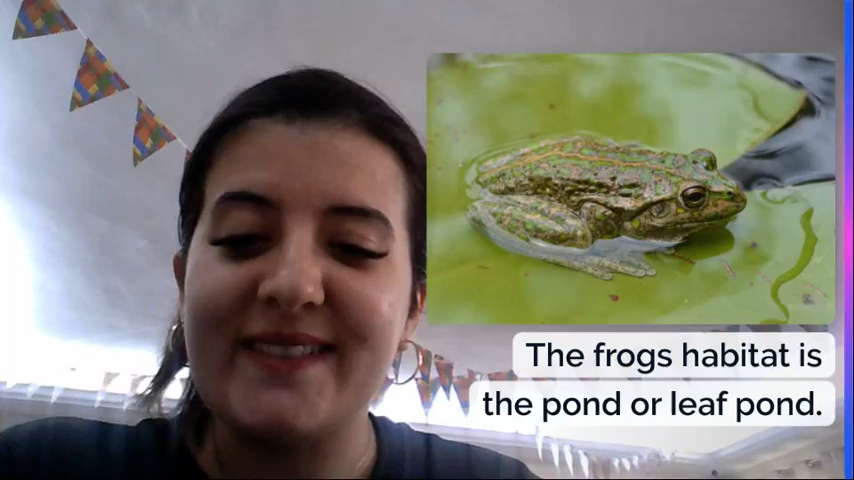 The frogs habitat is
the pond or leaf pond.